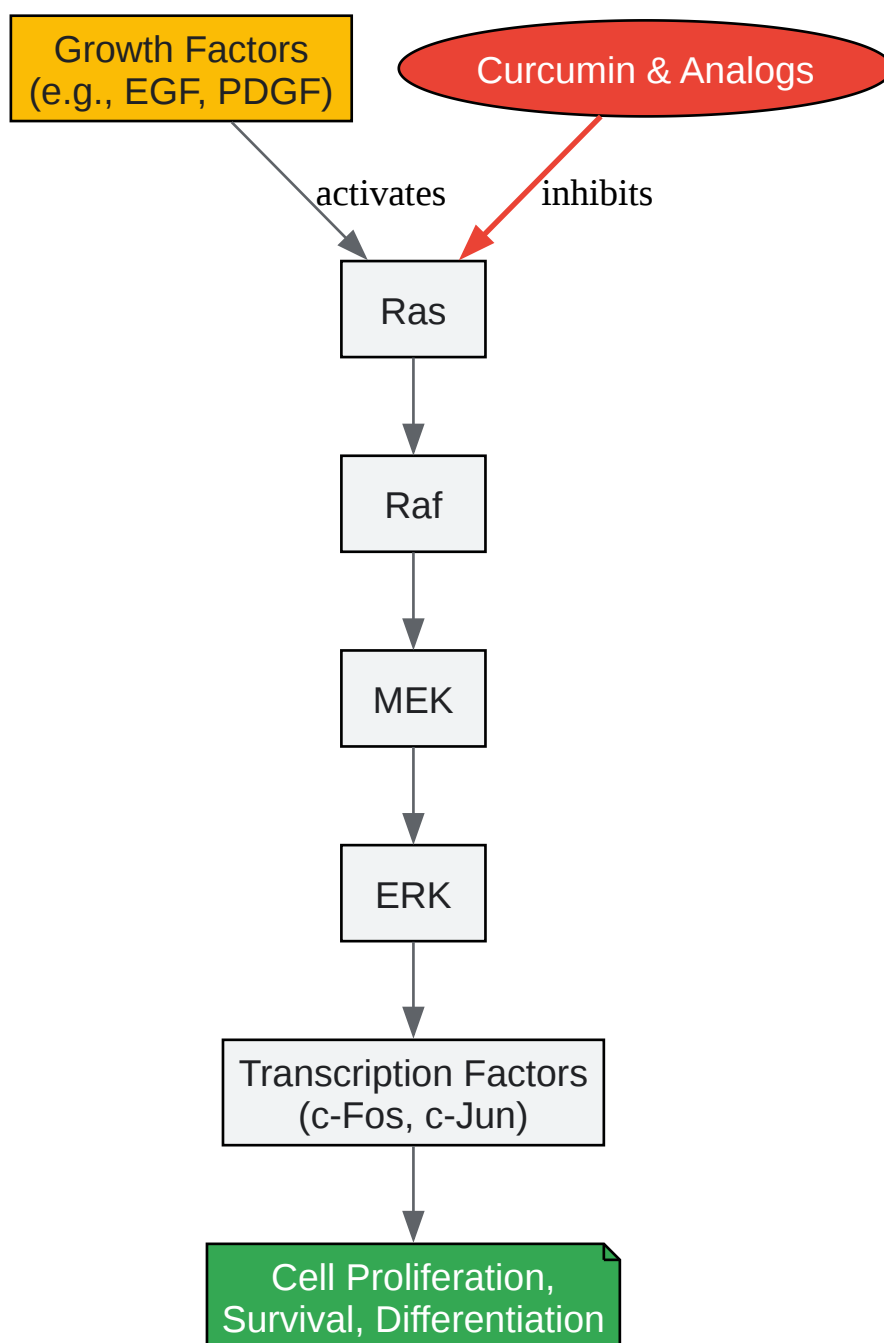 Growth Factors
(e.g., EGF, PDGF)
Curcumin & Analogs
activates
inhibits
Ras
Raf
MEK
ERK
Transcription Factors
(c-Fos, c-Jun)
Cell Proliferation,
Survival, Differentiation